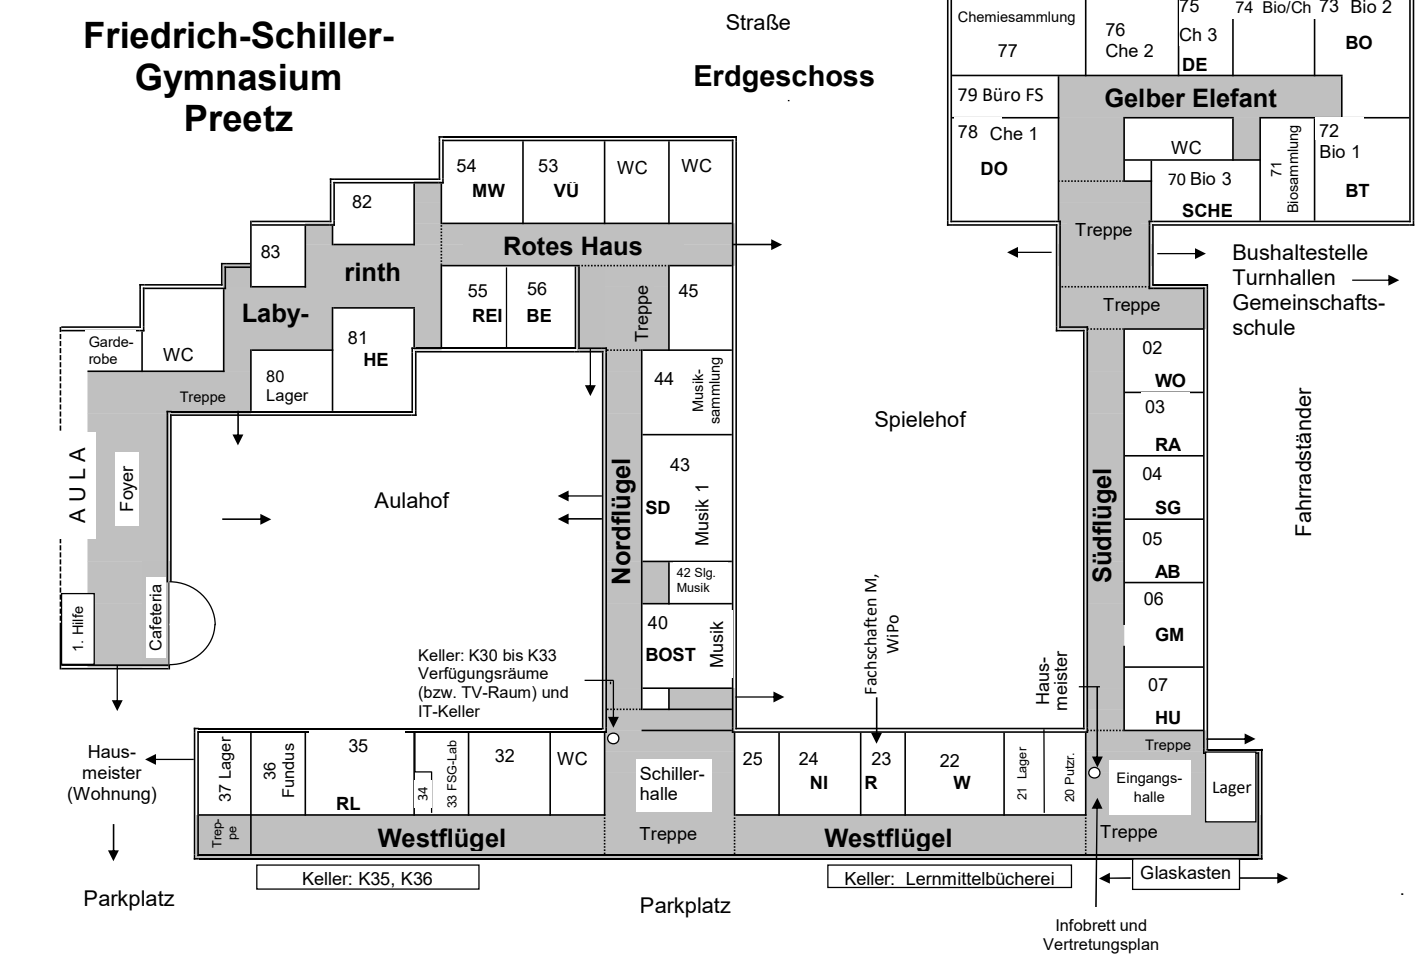 Friedrich-Schiller-
Gymnasium
Preetz
Straße
Erdgeschoss
Chemiesammlung
77
76
Che 2
75
Ch 3
DE
74 Bio/Ch
73 Bio 2
BO
79 Büro FS
Gelber Elefant
78 Che 1
DO
WC
70 Bio 3
SCHE
71
Biosammlung
72
Bio 1
BT
Treppe
Treppe
Bushaltestelle
Turnhallen
Gemeinschafts-
schule
54
MW
53
VÜ
WC
WC
82
83
Rotes Haus
rinth
Laby-
55
REI
56
BE
Treppe
45
Garde-
robe
WC
81
HE
80
Lager
Treppe
44
Musik-
sammlung
02
WO
03
RA
04
SG
05
AB
06
GM
07
HU
Südflügel
Fahrradständer
Spielehof
Aulahof
AULA
Foyer
Cafeteria
1. Hilfe
Nordflügel
43
SD
Musik 1
42 Slg.
Musik
40
BOST
Musik
Keller: K30 bis K33
Verfügungsräume
(bzw. TV-Raum) und
IT-Keller
Fachschaften M,
WiPo
Haus-
meister
Haus-
meister
(Wohnung)
37 Lager
36
Fundus
35
RL
34
33 FSG-Lab
32
WC
Schiller-
halle
25
24
NI
23
R
22
W
21 Lager
20 Putzr.
Treppe
Eingangs-
halle
Lager
Trep-
pe
Westflügel
Treppe
Westflügel
Treppe
Keller: K35, K36
Keller: Lernmittelbücherei
Glaskasten
Parkplatz
Parkplatz
Infobrett und
Vertretungsplan